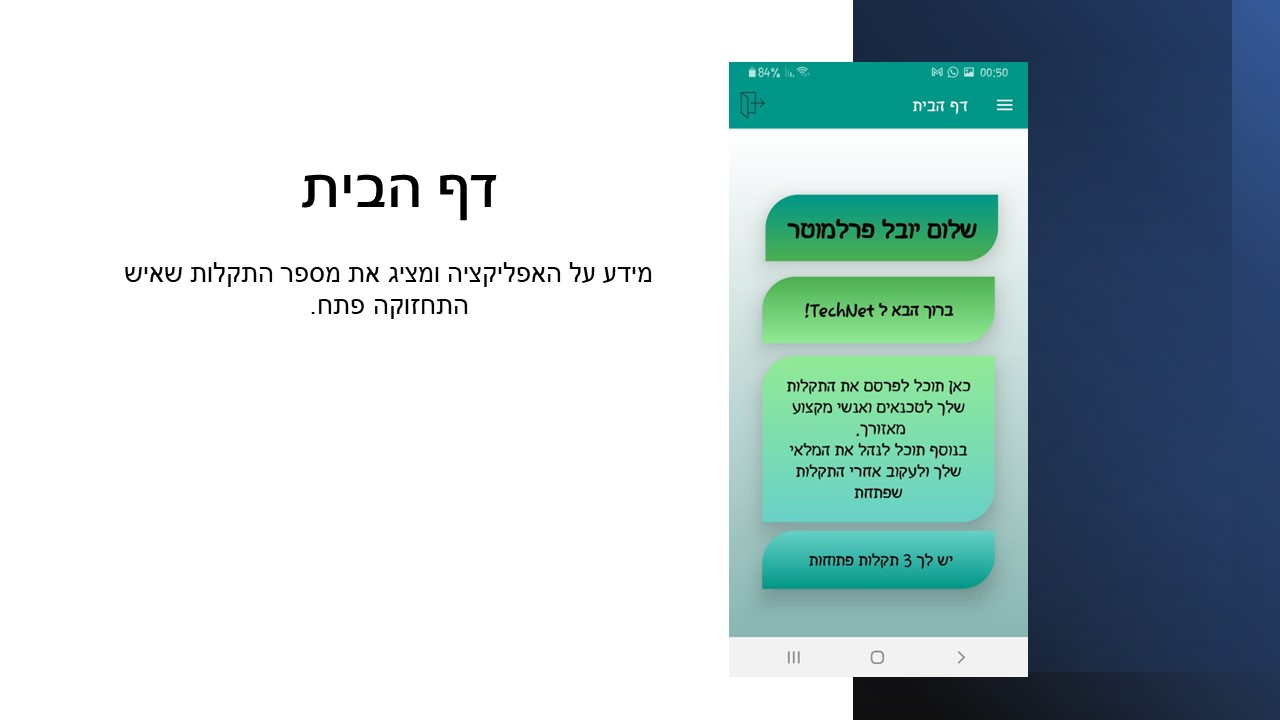 דף הבית
מידע על האפליקציה ומציג את מספר התקלות שאיש
התחזוקה פתח.
84%
00:50
דף הבית
שלום יובל פרלמוטר
ברוך הבא ל TechNet!
כאן תוכל לפרסם את התקלות
שלך לטכנאים ואנשי מקצוע
מאזורך.
בנוסף תוכל לנהל את המלאי
שלך ולעקוב אחרי התקלות
שפתחת
יש לך 3 תקלות פתוחות